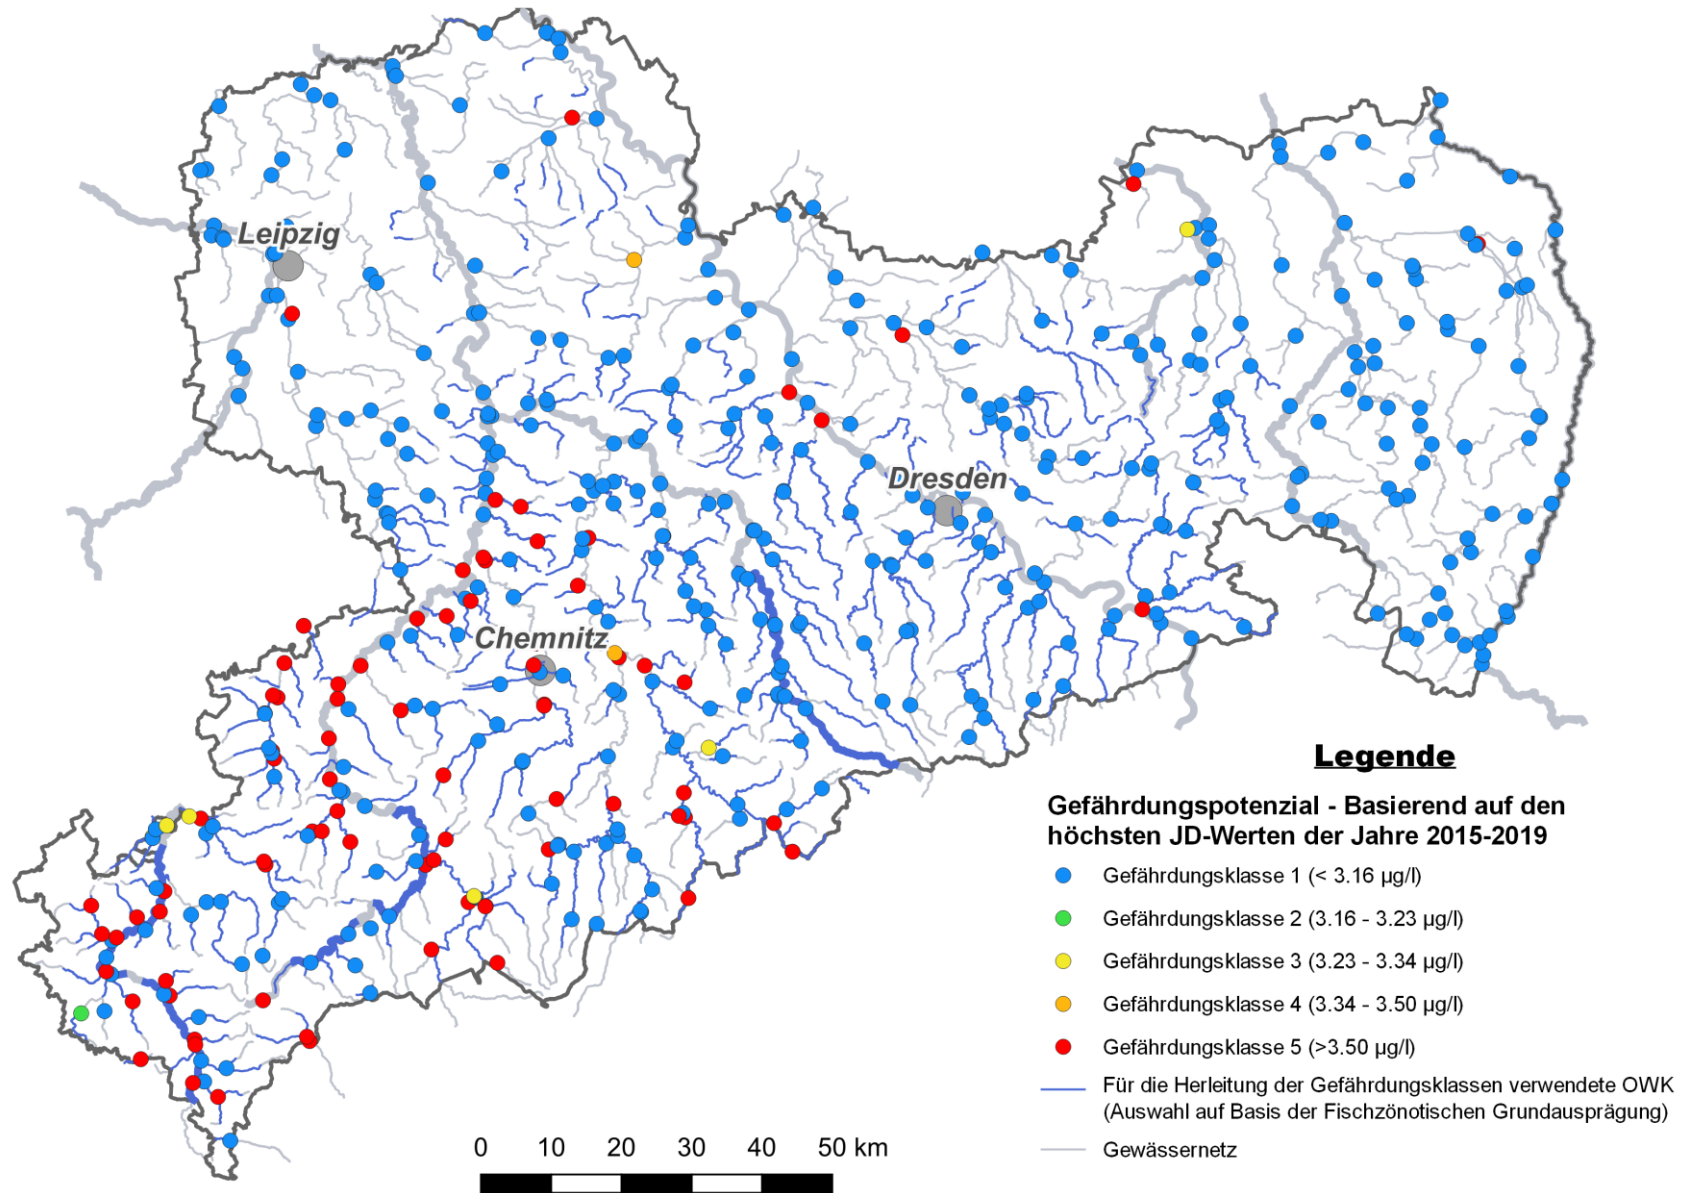 Leipzig
Dresden
Chemnitz
Legende
Gefährdungspotenzial - Basierend auf den
höchsten JD-Werten der Jahre 2015-2019
Gefährdungsklasse 1 (< 3.16 µg/l)
Gefährdungsklasse 2 (3.16 - 3.23 µg/l)
Gefährdungsklasse 3 (3.23 - 3.34 µg/l)
Gefährdungsklasse 4 (3.34 - 3.50 µg/l)
Gefährdungsklasse 5 (>3.50 µg/l)
Für die Herleitung der Gefährdungsklassen verwendete OWK
(Auswahl auf Basis der Fischzönotischen Grundausprägung)
Gewässernetz
0 10 20 30 40 50 km